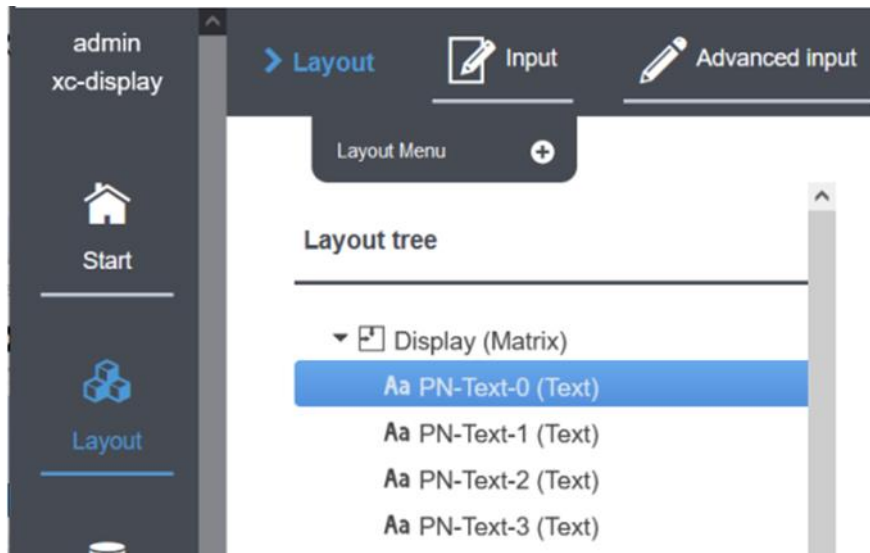 admin
xc-display
Start
Layout
Layout
Input
Advanced input
Layout Menu
Layout tree
Display (Matrix)
Aa PN-Text-0 (Text)
Aa PN-Text-1 (Text)
Aa PN-Text-2 (Text)
Aa PN-Text-3 (Text)